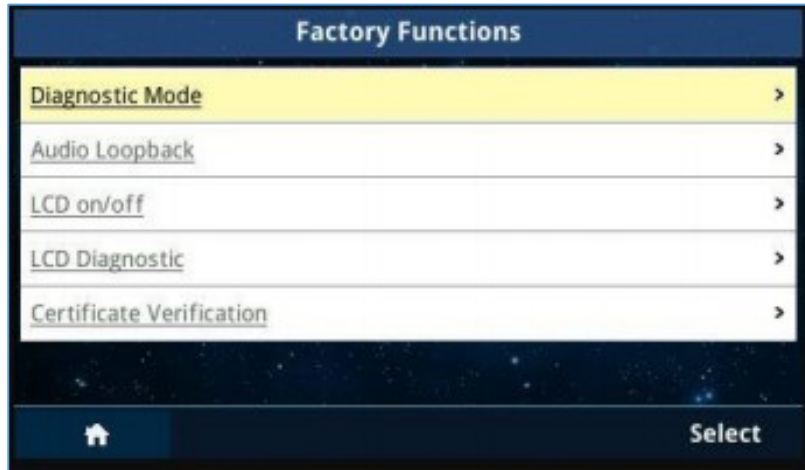 Factory Functions
Diagnostic Mode
Audio Loopback
LCD on/off
LCD Diagnostic
Certificate Verification
Select